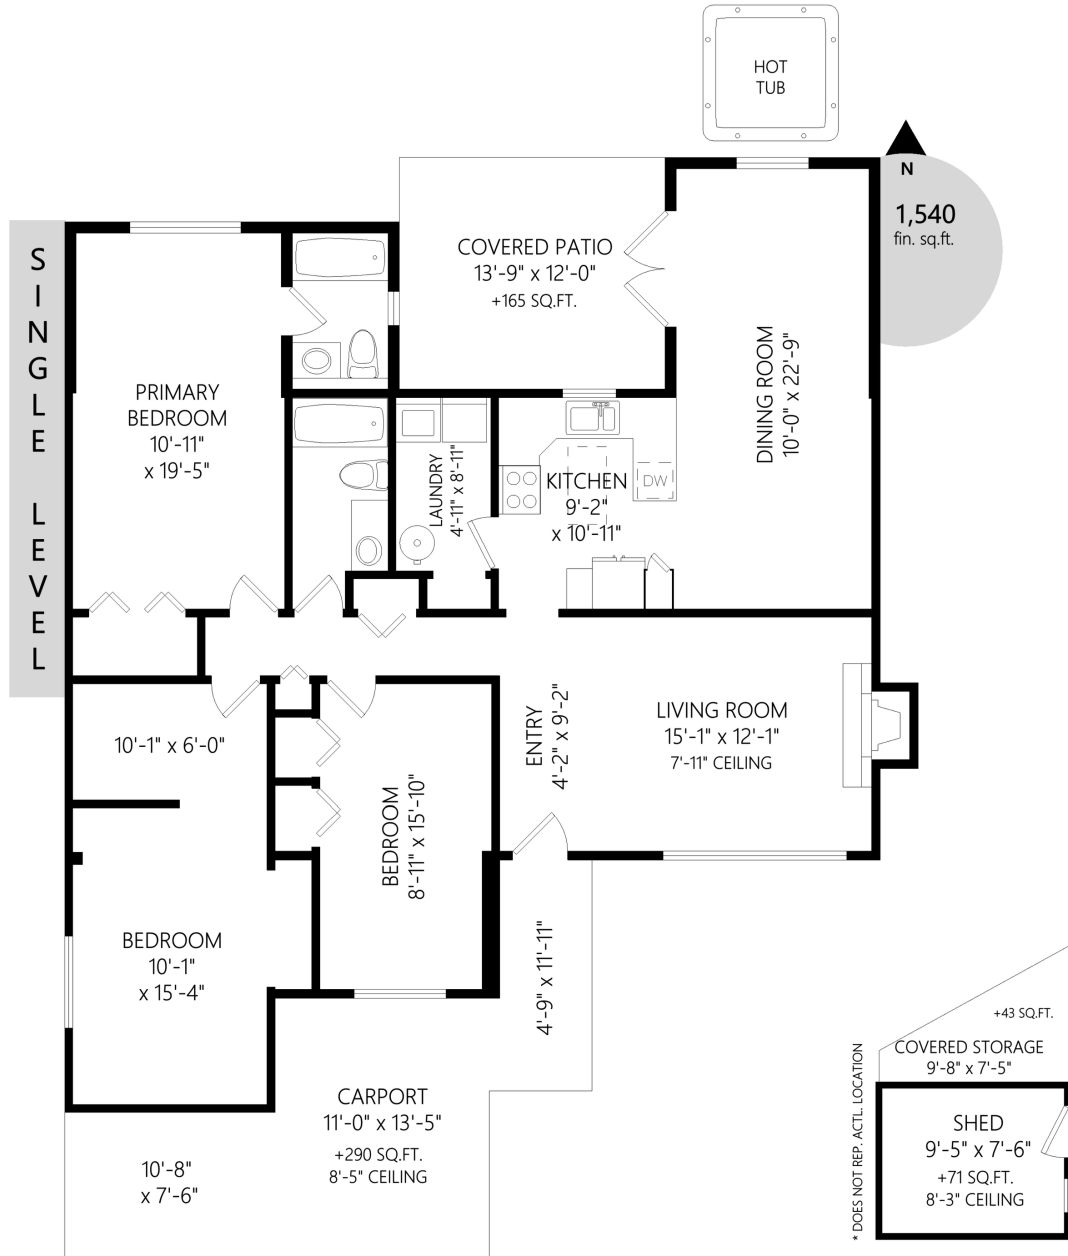 HOT
TUB
N
1,540
fin. sq.ft.
SINGLE LEVEL
COVERED PATIO
13'-9" x 12'-0"
+165 SQ.FT.
DINING ROOM
10'-0" x 22'-9"
PRIMARY
BEDROOM
10'-11"
x 19'-5"
LAUNDRY
4'-11" x 8'-11"
KITCHEN
9'-2"
x 10'-11"
DW
10'-1" x 6'-0"
ENTRY
4'-2" x 9'-2"
LIVING ROOM
15'-1" x 12'-1"
7'-11" CEILING
BEDROOM
8'-11" x 15'-10"
BEDROOM
10'-1"
x 15'-4"
4'-9" x 11'-11"
CARPORT
11'-0" x 13'-5"
+290 SQ.FT.
8'-5" CEILING
10'-8"
x 7'-6"
+43 SQ.FT.
COVERED STORAGE
9'-8" x 7'-5"
SHED
9'-5" x 7'-6"
+71 SQ.FT.
8'-3" CEILING
* DOES NOT REP. ACTL. LOCATION